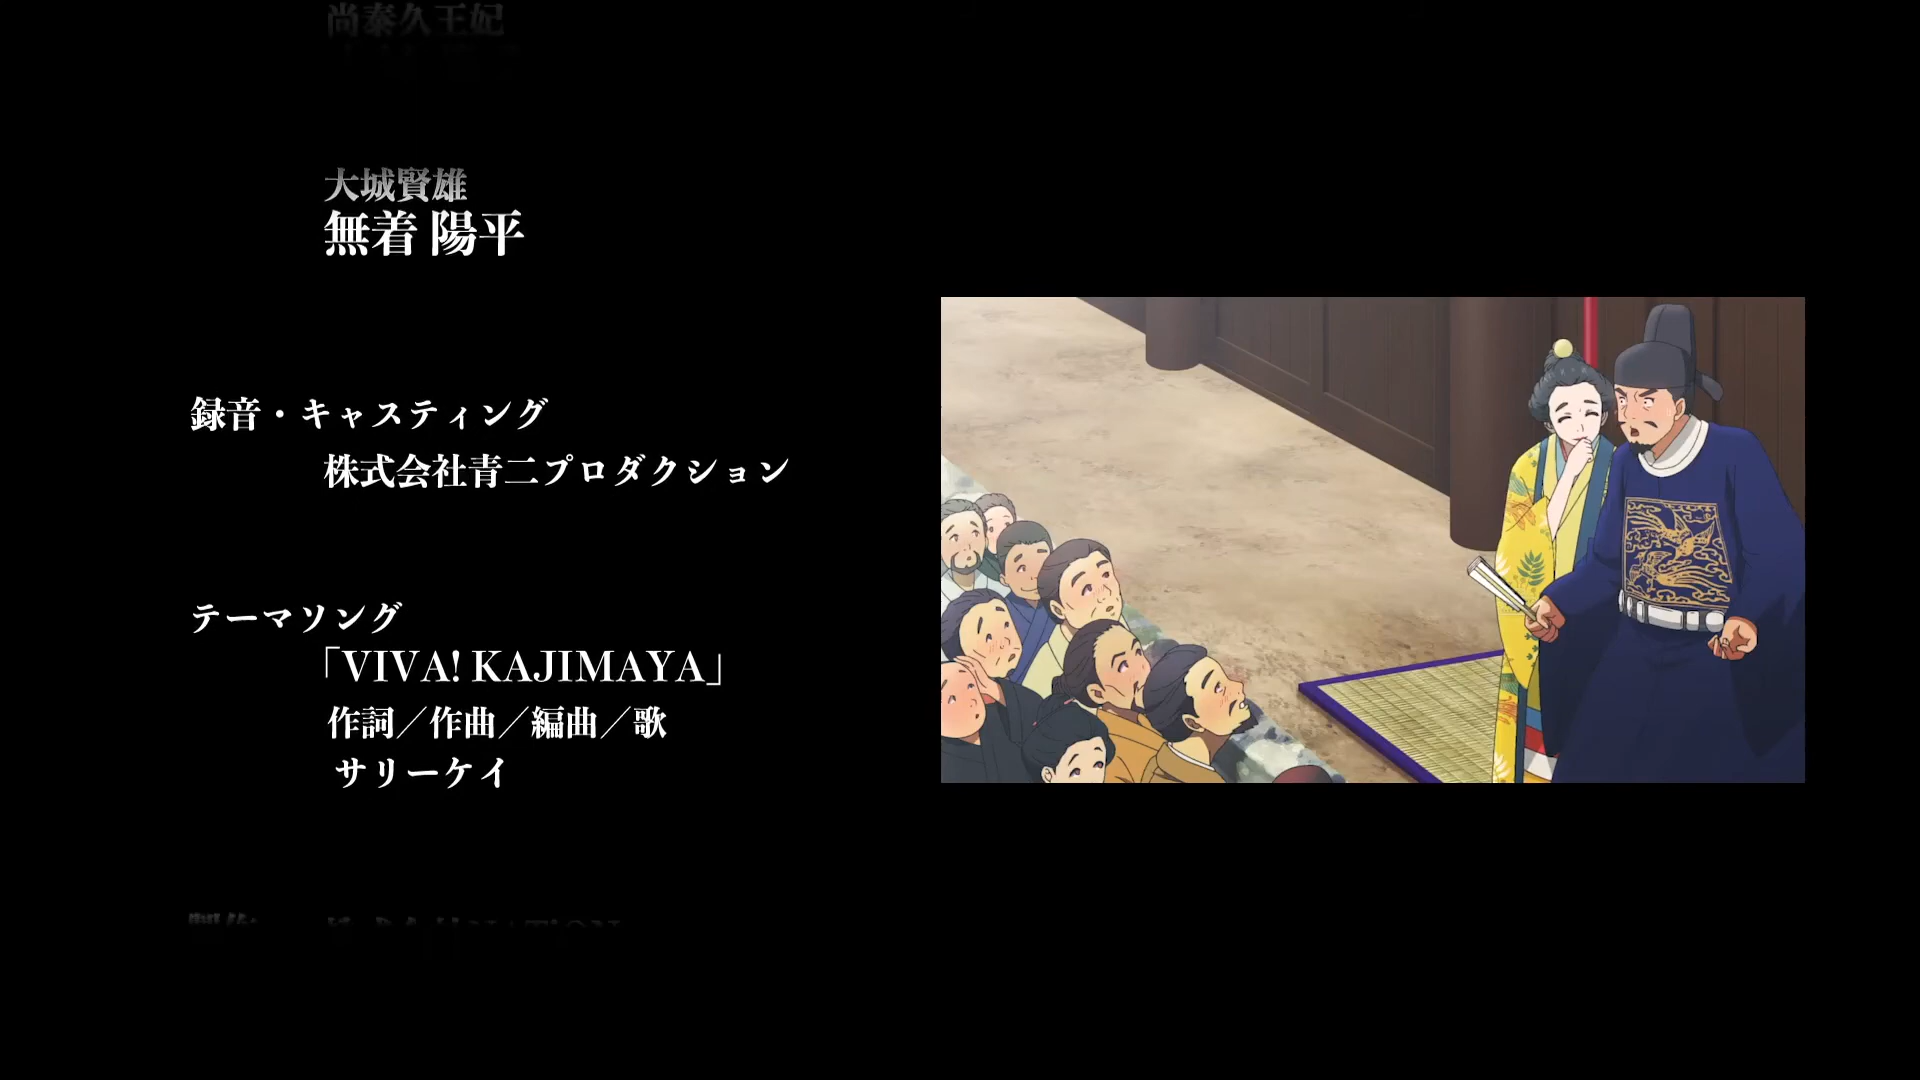 尚泰久王妃
大城賢雄
無着 陽平
録音・キャスティング
株式会社青二プロダクション
テーマソング
「VIVA! KAJIMAYA」
作詞／作曲／編曲／歌
サリーケイ